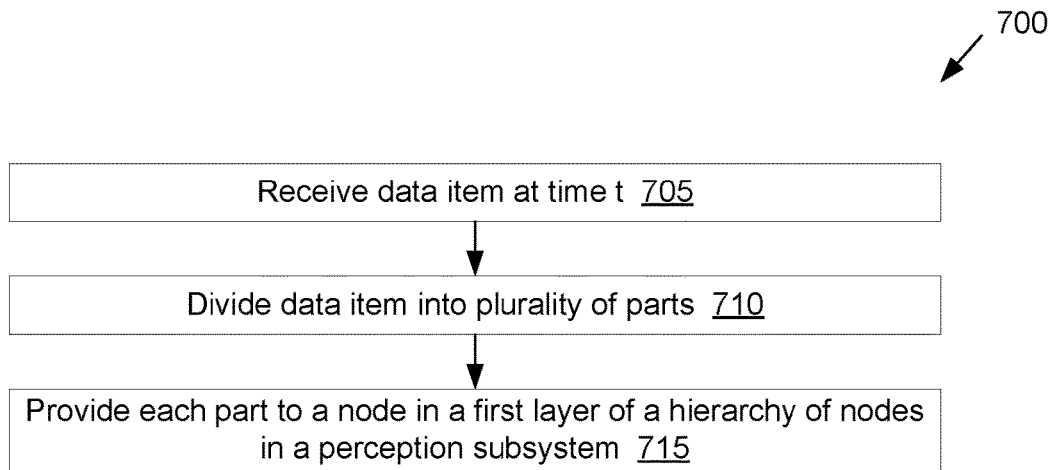 700
Receive data item at time t 705
Divide data item into plurality of parts 710
Provide each part to a node in a first layer of a hierarchy of nodes
in a perception subsystem 715